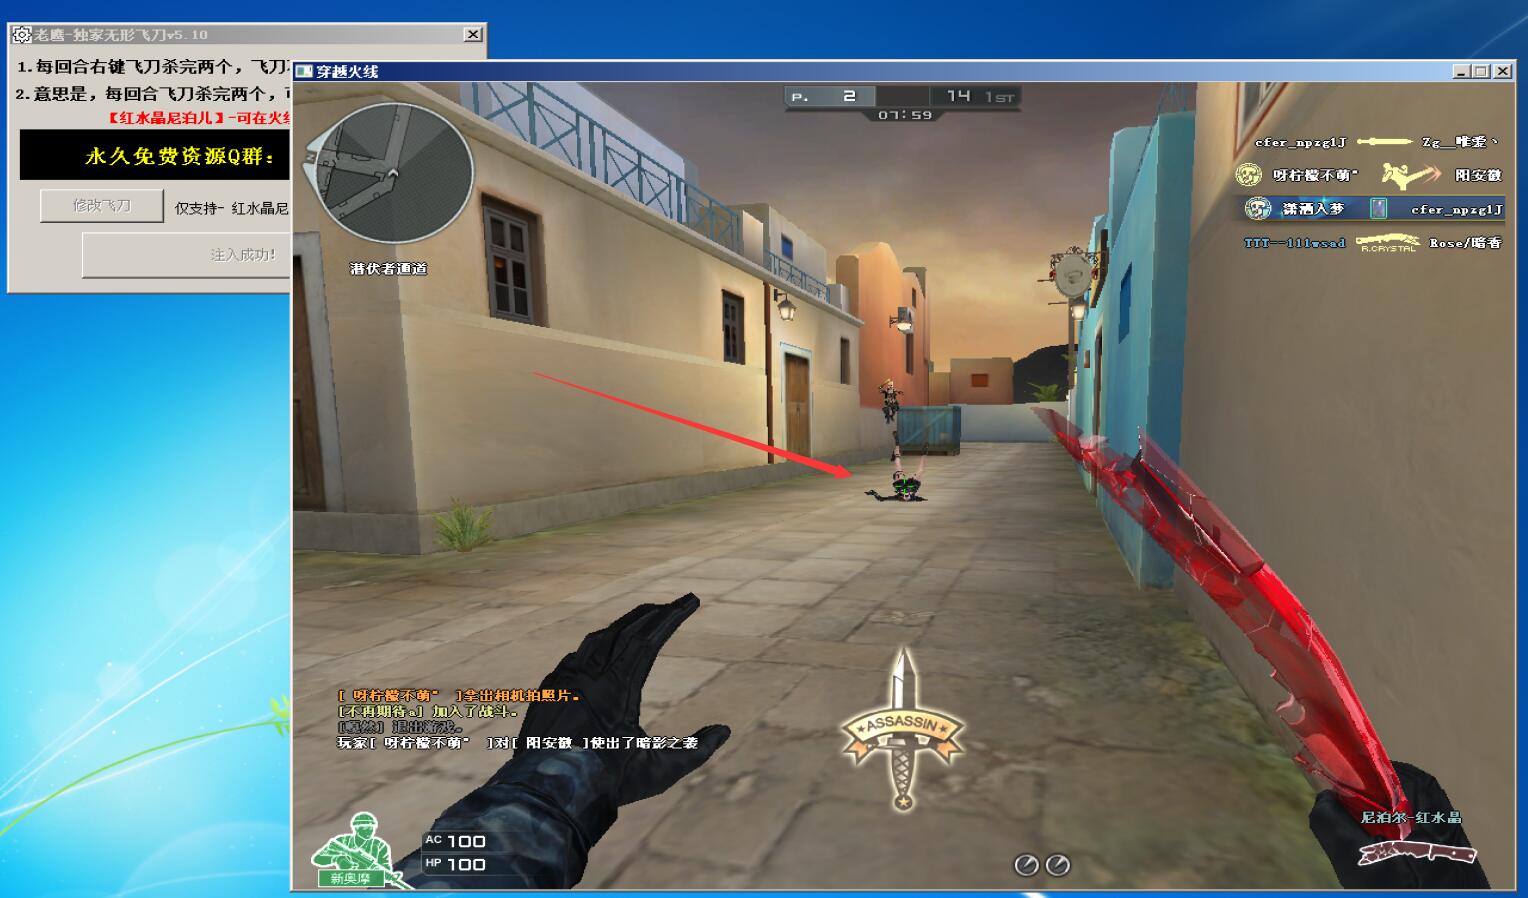 老鹰-独家无形飞刀v5.10
1.每回合右键飞刀杀完两个，飞刀
2.意思是，每回合飞刀杀完两个，
【红水晶尼泊儿】-可在火
永久免费资源Q群：
修改飞刀
仅支持- 红水晶尼
注入成功!
穿越火线
P. 2 14 1ST
07:59
潜伏者通道
cfer_npzg1J Zg__唯爱丶
呀柠檬不萌" 阳安徽
潇洒入梦 cfer_npzg1J
TTT--111wsad R.CRYSTAL Rose/暗香
[ 呀柠檬不萌" ]拿出相机拍照片。
[不再期待a] 加入了战斗。
退出游戏。
玩家[ 呀柠檬不萌" ]对[ 阳安徽 ]使出了暗影之袭
ASSASSIN
尼泊尔-红水晶
AC 100
HP 100
新奥摩